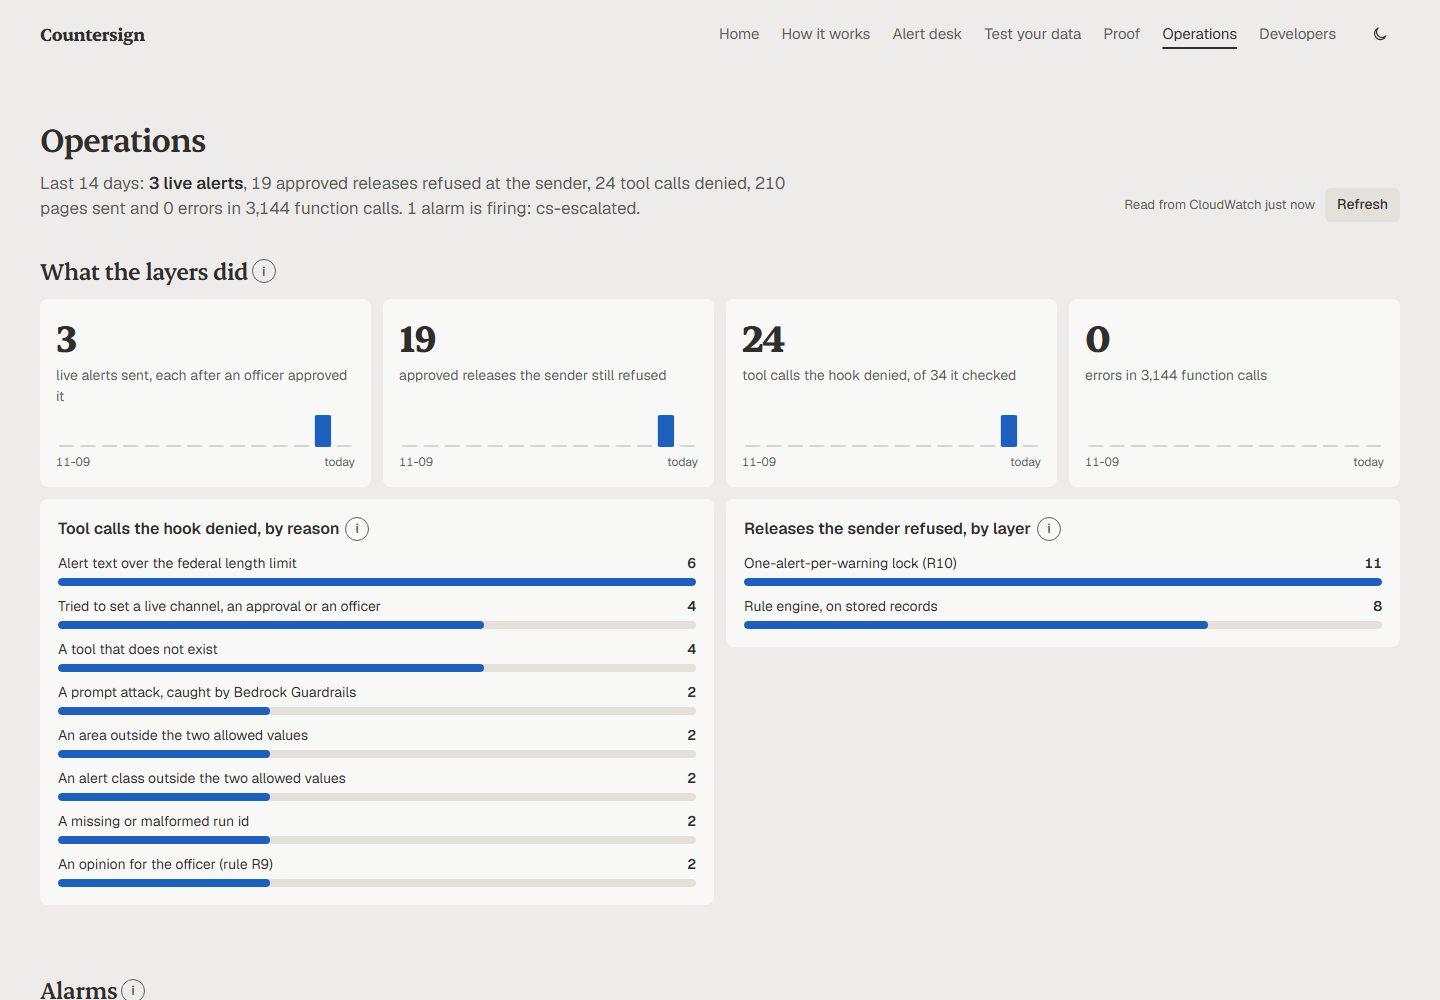 Countersign
Home How it works Alert desk Test your data Proof Operations Developers
Operations
Last 14 days: 3 live alerts, 19 approved releases refused at the sender, 24 tool calls denied, 210
pages sent and 0 errors in 3,144 function calls. 1 alarm is firing: cs-escalated.
Read from CloudWatch just now Refresh
What the layers did i
3
live alerts sent, each after an officer approved
it
11-09 today
19
approved releases the sender still refused
11-09 today
24
tool calls the hook denied, of 34 it checked
11-09 today
0
errors in 3,144 function calls
11-09 today
Tool calls the hook denied, by reason i
Alert text over the federal length limit 6
Tried to set a live channel, an approval or an officer 4
A tool that does not exist 4
A prompt attack, caught by Bedrock Guardrails 2
An area outside the two allowed values 2
An alert class outside the two allowed values 2
A missing or malformed run id 2
An opinion for the officer (rule R9) 2
Releases the sender refused, by layer i
One-alert-per-warning lock (R10) 11
Rule engine, on stored records 8
Alarms i